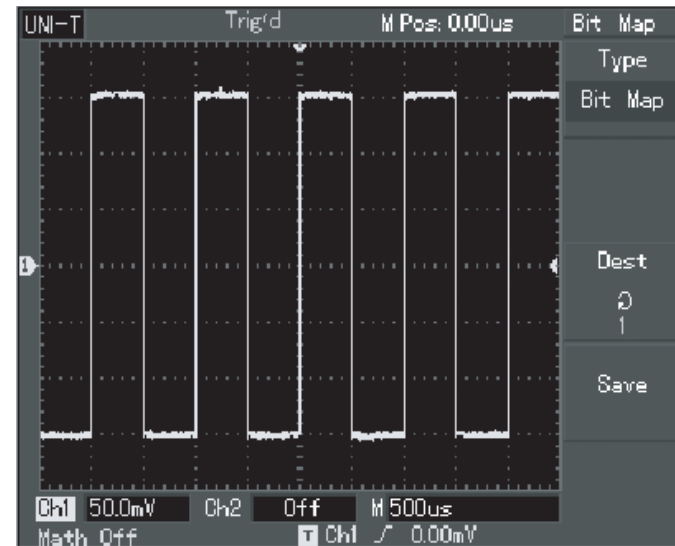 UNI-T Trig'd M Pos: 0.00us Bit Map
Type
Bit Map
1
Dest
1
Save
Ch1 50.0mV Ch2 Off M 500us
Math Off T Ch1 0.00mV